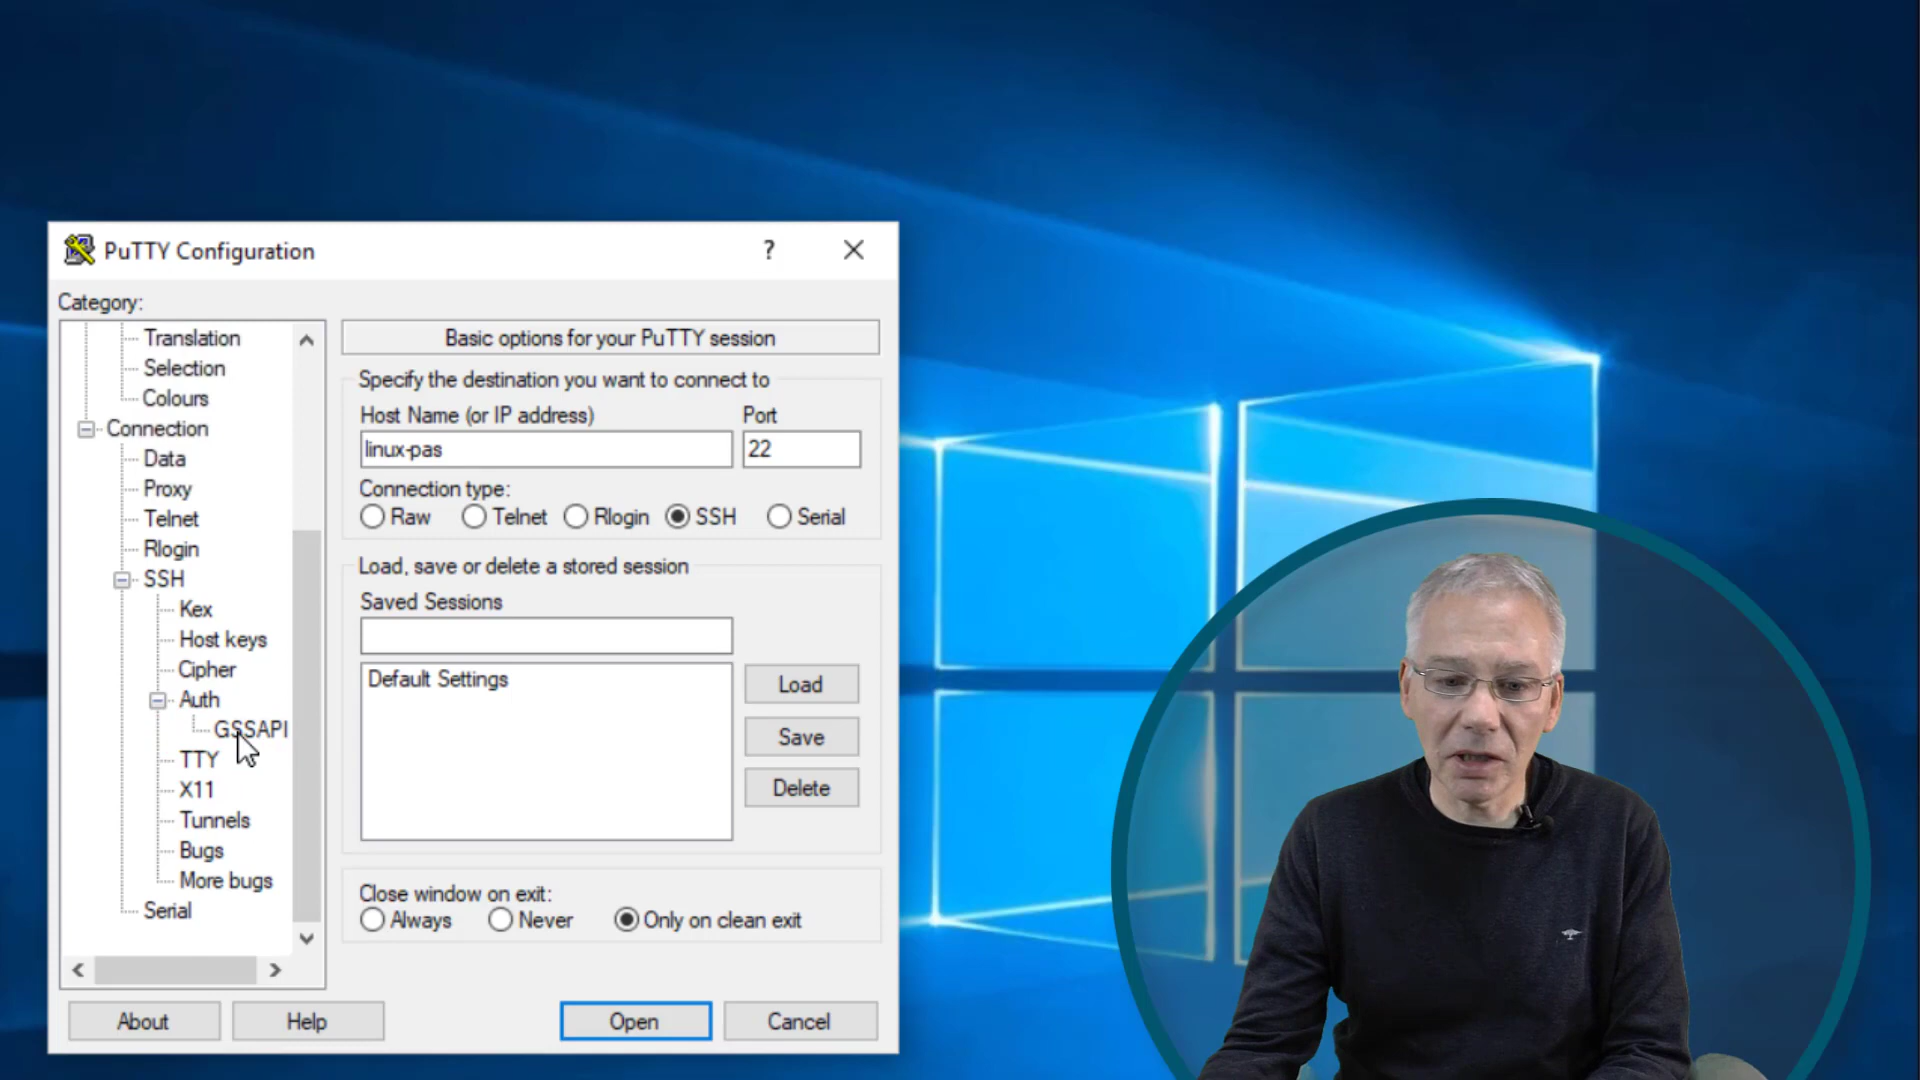 PuTTY Configuration
?
Category:
Translation
Selection
Colours
Connection
Data
Proxy
Telnet
Rlogin
SSH
Kex
Host keys
Cipher
Auth
GSSAPI
TTY
X11
Tunnels
Bugs
More bugs
Serial
Basic options for your PuTTY session
Specify the destination you want to connect to
Host Name (or IP address) Port
linux-pas 22
Connection type:
Raw Telnet Rlogin SSH Serial
Load, save or delete a stored session
Saved Sessions
Default Settings
Load
Save
Delete
Close window on exit:
Always Never Only on clean exit
About Help Open Cancel